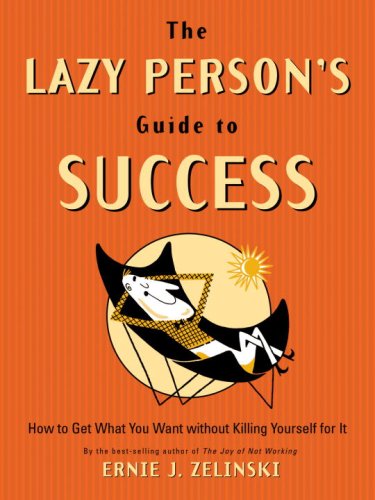 The
LAZY PERSON'S
Guide to
SUCCESS
How to Get What You Want without Killing Yourself for It
By the best-selling author of The Joy of Not Working
ERNIE J. ZELINSKI